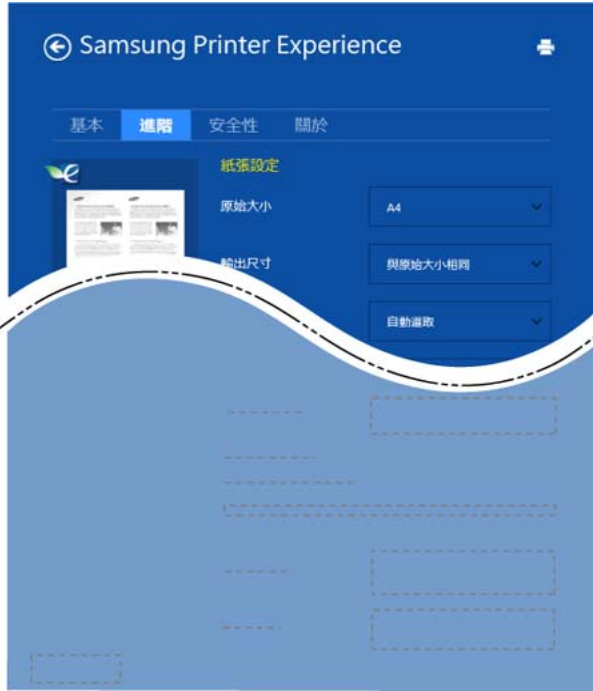 Samsung Printer Experience
基本 進階 安全性 關於
紙張設定
原始大小 A4
輸出尺寸 與原始大小相同
自動選取